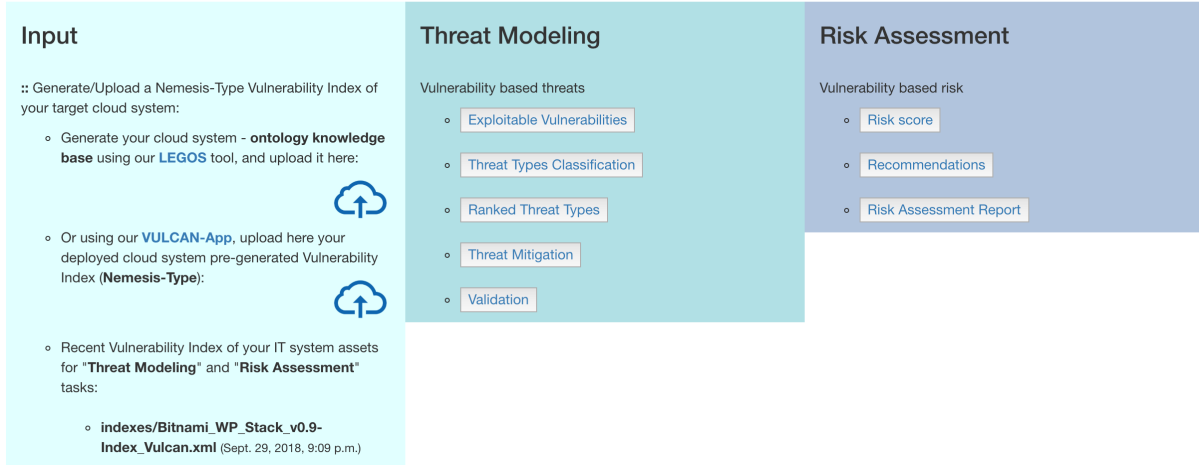 Input
:: Generate/Upload a Nemesis-Type Vulnerability Index of
your target cloud system:
Generate your cloud system - ontology knowledge
base using our LEGOS tool, and upload it here:
Or using our VULCAN-App, upload here your
deployed cloud system pre-generated Vulnerability
Index (Nemesis-Type):
Recent Vulnerability Index of your IT system assets
for "Threat Modeling" and "Risk Assessment"
tasks:
indexes/Bitnami_WP_Stack_v0.9-
Index_Vulcan.xml (Sept. 29, 2018, 9:09 p.m.)
Threat Modeling
Vulnerability based threats
Exploitable Vulnerabilities
Threat Types Classification
Ranked Threat Types
Threat Mitigation
Validation
Risk Assessment
Vulnerability based risk
Risk score
Recommendations
Risk Assessment Report